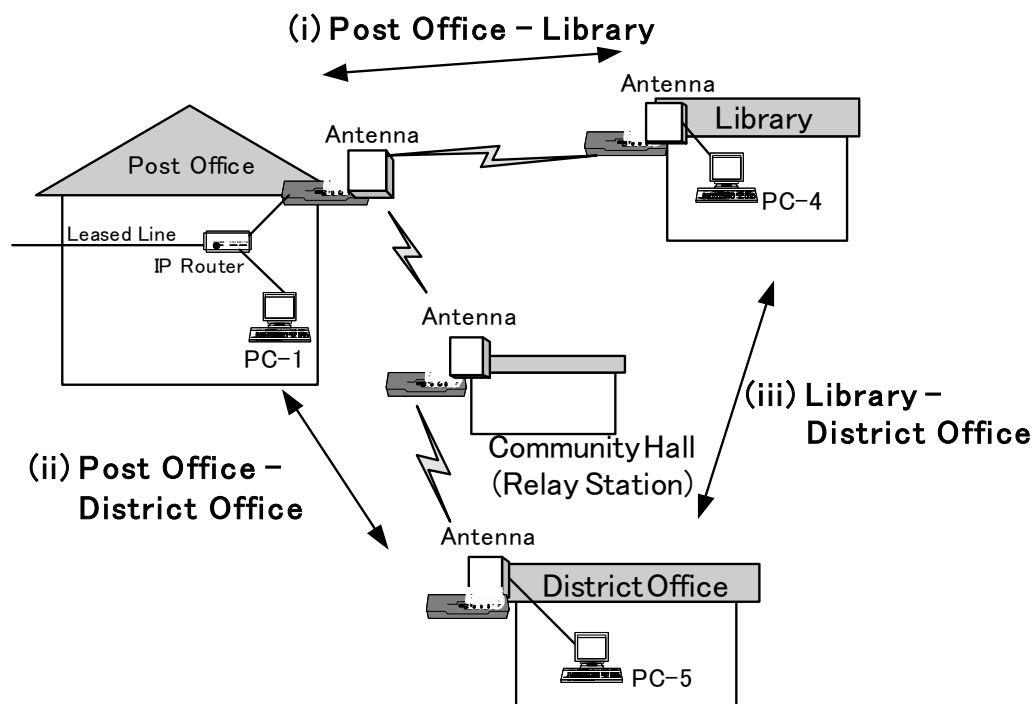 (i) Post Office – Library
Antenna
Library
Antenna
Post Office
PC-4
Leased Line
IP Router
Antenna
PC-1
(iii) Library –
District Office
Community Hall
(Relay Station)
(ii) Post Office –
District Office
Antenna
District Office
PC-5